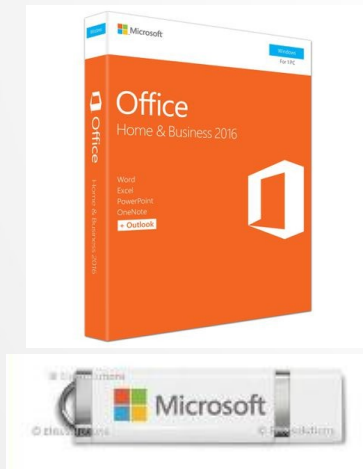 Microsoft
Windows
For 1 PC
Office
Home & Business 2016
Word
Excel
PowerPoint
OneNote
+ Outlook
Office
Home & Business 2016
Microsoft